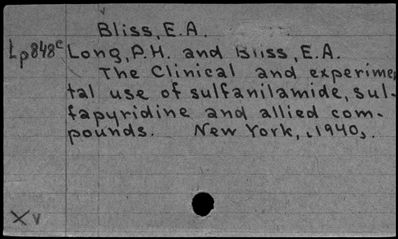 Bliss, E.A.
Lp848c Long, P.H. and Bliss, E.A.
The Clinical and experimen
tal use of sulfanilamide, sul-
fapyridine and allied com-
pounds. New York, c1940.
X v